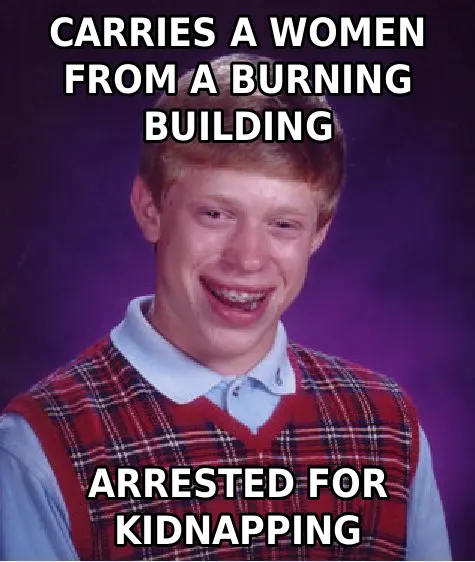 CARRIES A WOMEN
FROM A BURNING
BUILDING
ARRESTED FOR
KIDNAPPING